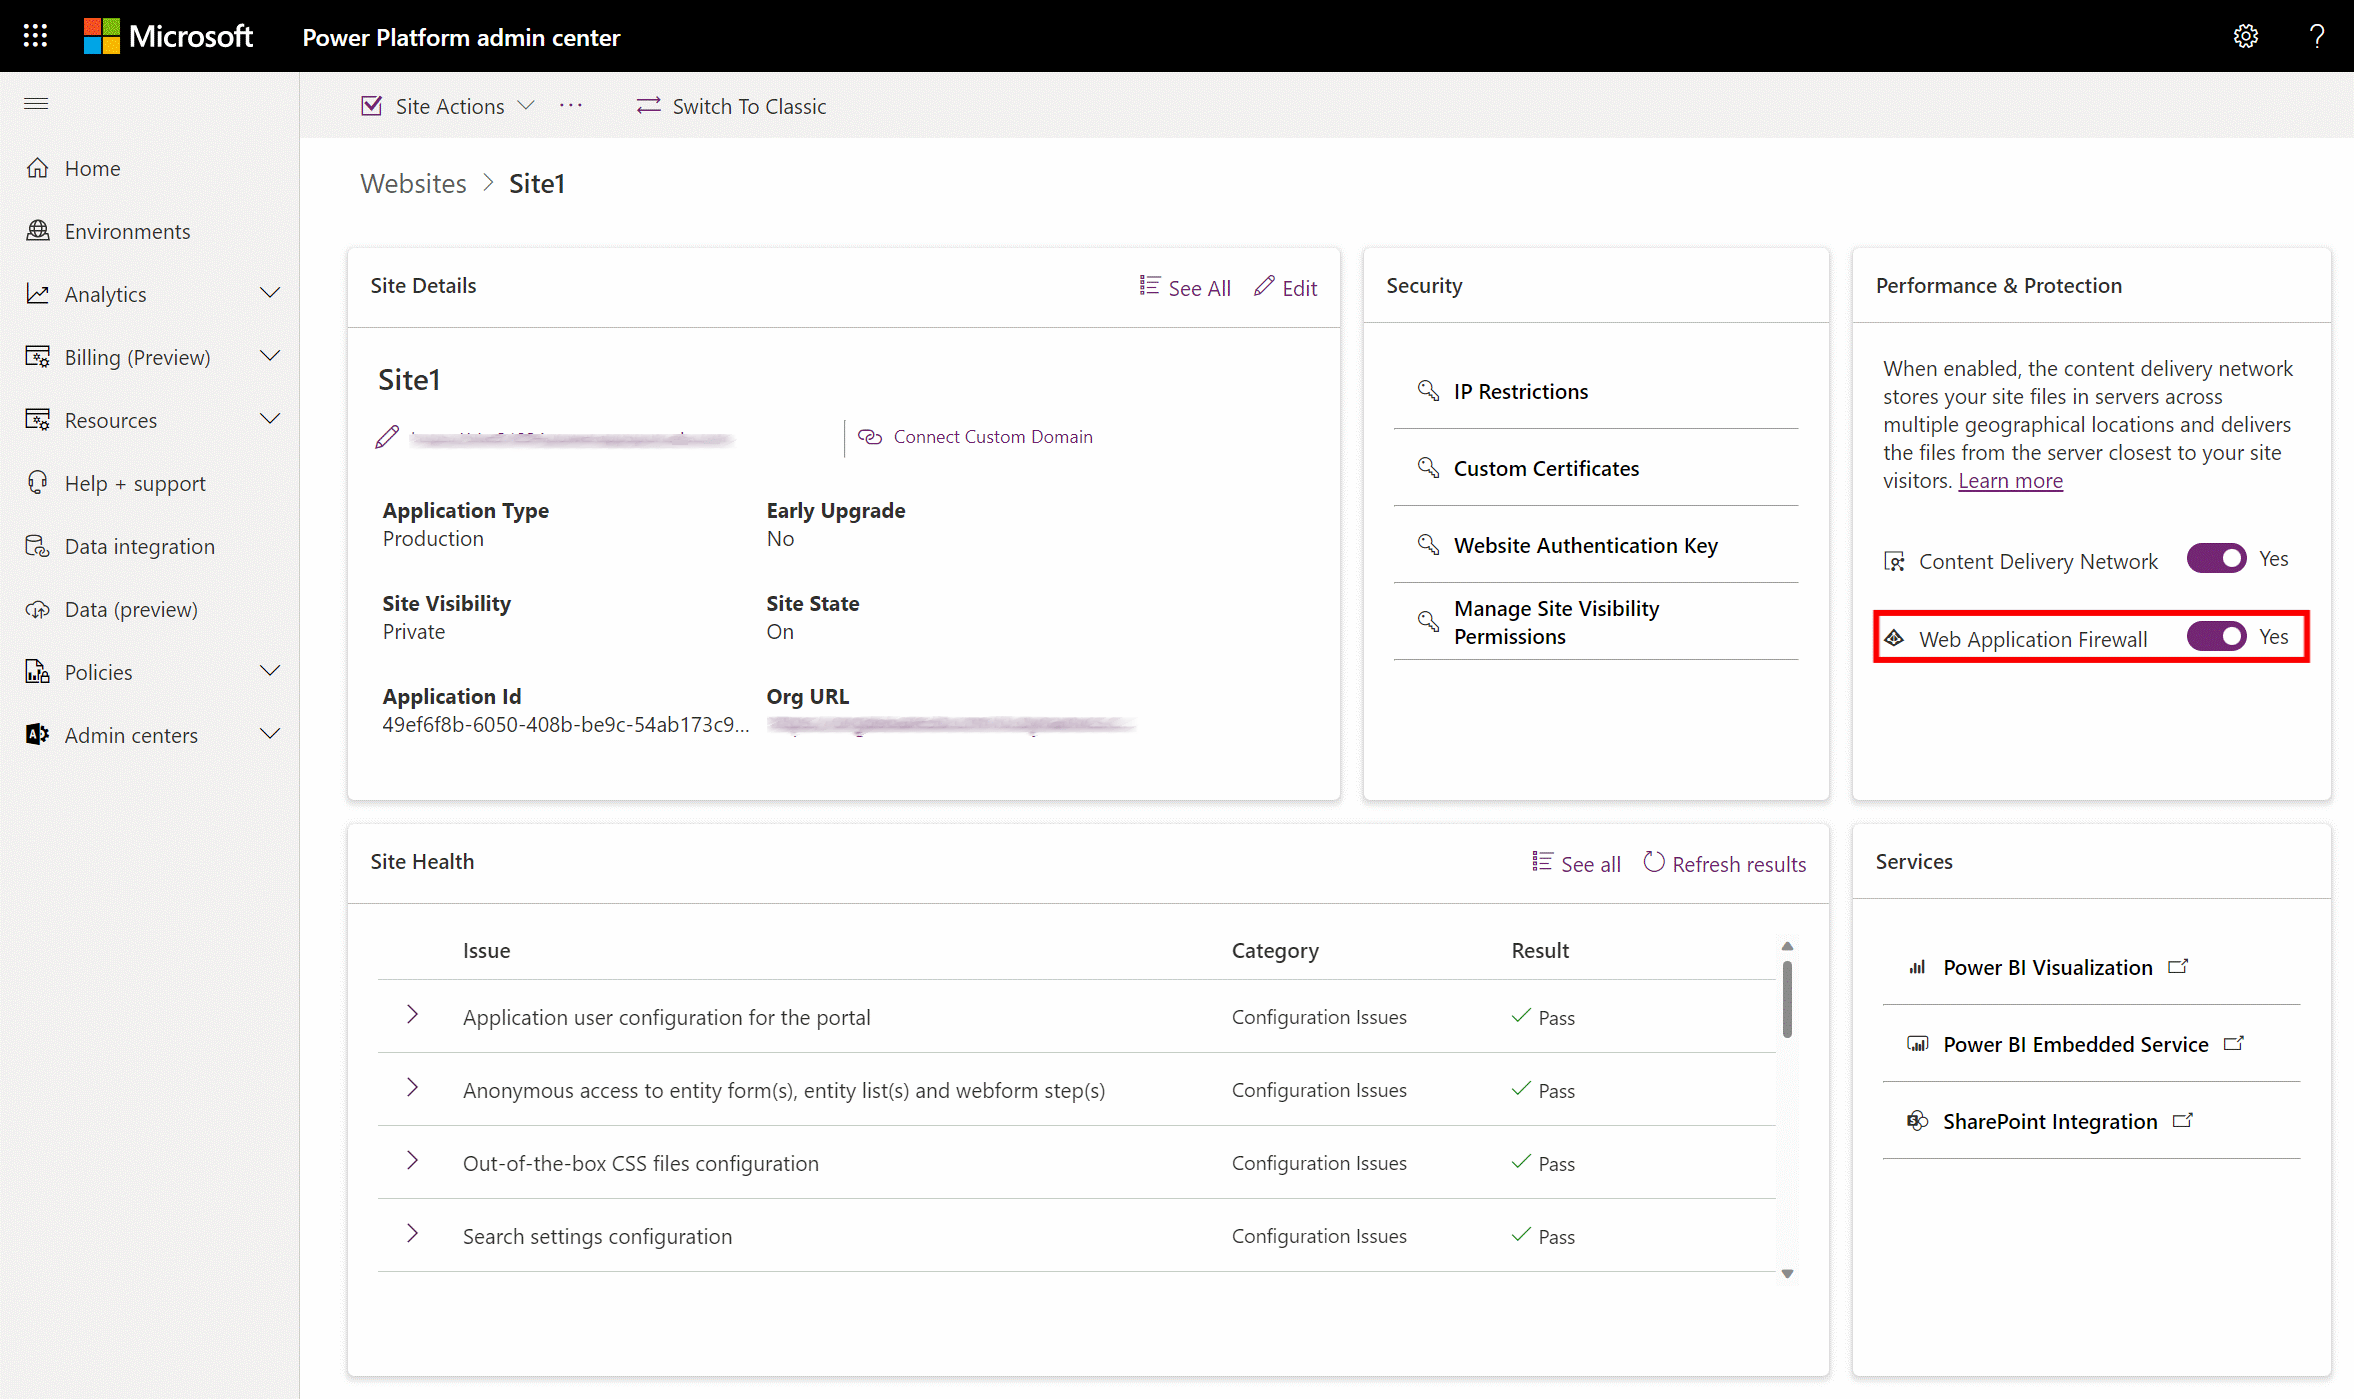 Microsoft Power Platform admin center ?
Site Actions ··· Switch To Classic
Home
Environments
Analytics
Billing (Preview)
Resources
Help + support
Data integration
Data (preview)
Policies
Admin centers
Websites > Site1
Site Details See All Edit
Site1
Connect Custom Domain
Application Type Early Upgrade
Production No
Site Visibility Site State
Private On
Application Id Org URL
49ef6f8b-6050-408b-be9c-54ab173c9...
Security
IP Restrictions
Custom Certificates
Website Authentication Key
Manage Site Visibility
Permissions
Performance & Protection
When enabled, the content delivery network
stores your site files in servers across
multiple geographical locations and delivers
the files from the server closest to your site
visitors. Learn more
Content Delivery Network Yes
Web Application Firewall Yes
Site Health See all Refresh results
Issue Category Result
Application user configuration for the portal Configuration Issues Pass
Anonymous access to entity form(s), entity list(s) and webform step(s) Configuration Issues Pass
Out-of-the-box CSS files configuration Configuration Issues Pass
Search settings configuration Configuration Issues Pass
Services
Power BI Visualization
Power BI Embedded Service
SharePoint Integration